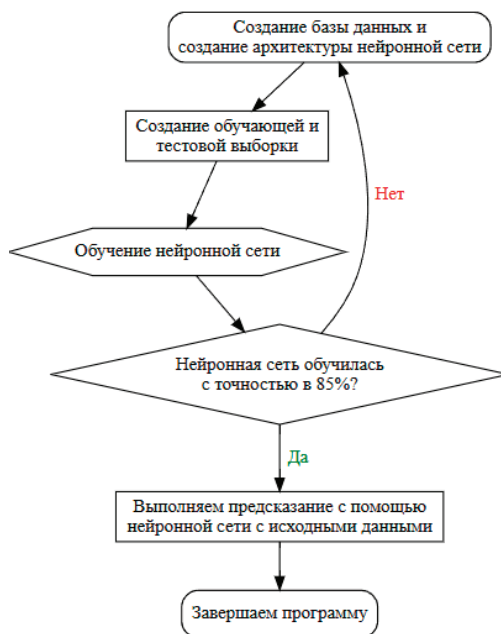 Создание базы данных и
создание архитектуры нейронной сети
Создание обучающей и
тестовой выборки
Нет
Обучение нейронной сети
Нейронная сеть обучилась
с точностью в 85%?
Да
Выполняем предсказание с помощью
нейронной сети с исходными данными
Завершаем программу